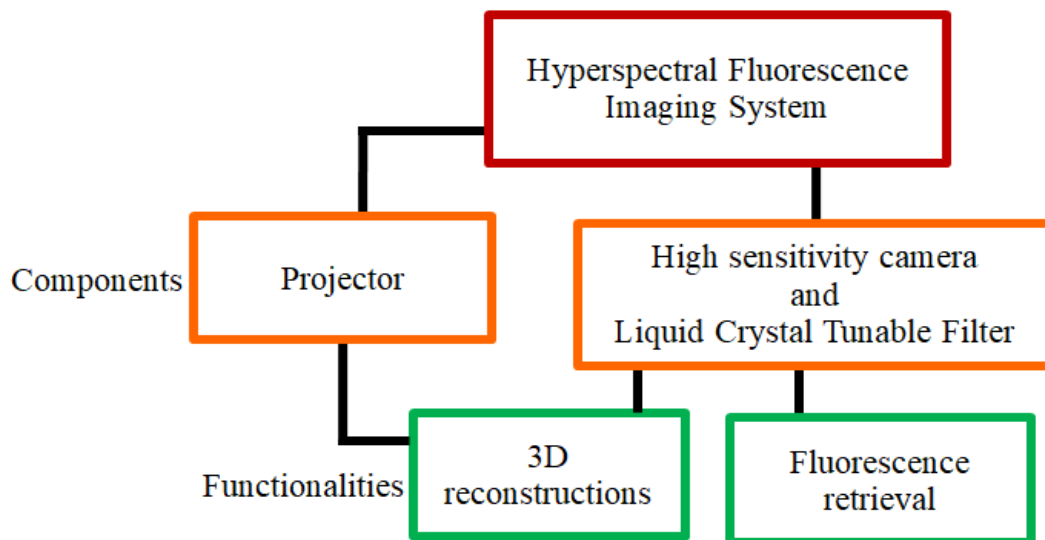 Hyperspectral Fluorescence
Imaging System
Components
Projector
High sensitivity camera
and
Liquid Crystal Tunable Filter
Functionalities
3D
reconstructions
Fluorescence
retrieval